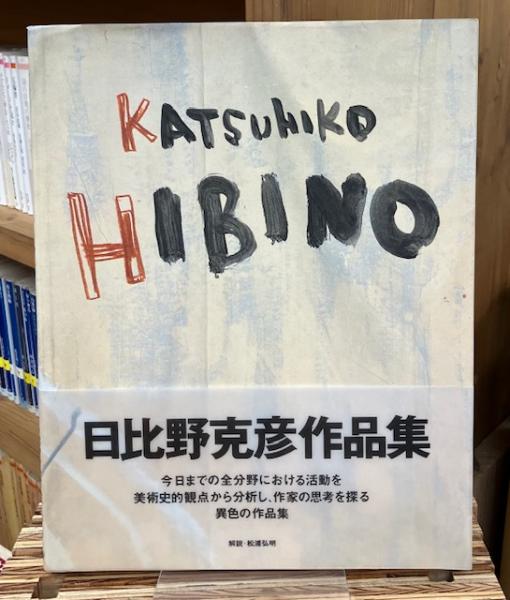 KATSUHIKO
HIBINO
日比野克彦作品集
今日までの全分野における活動を
美術史的観点から分析し、作家の思考を探る
異色の作品集
解説・松浦弘明